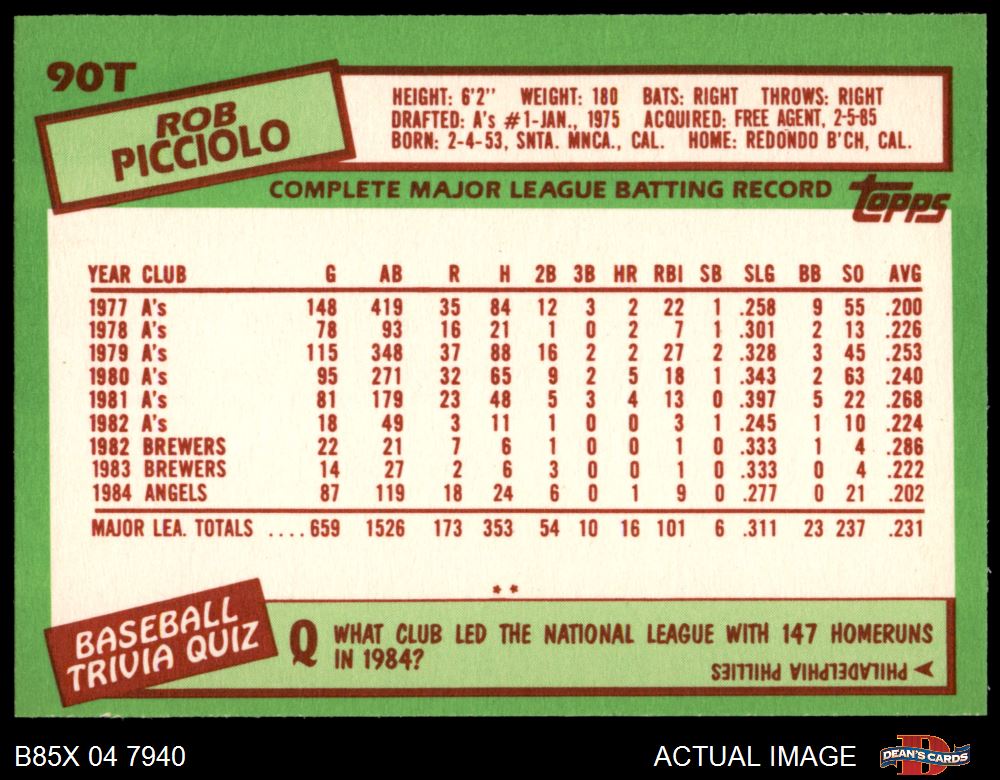 90T
ROB
PICCIOLO
HEIGHT: 6'2" WEIGHT: 180 BATS: RIGHT THROWS: RIGHT
DRAFTED: A's #1-JAN., 1975 ACQUIRED: FREE AGENT, 2-5-85
BORN: 2-4-53, SNTA. MNCA., CAL. HOME: REDONDO B'CH, CAL.
COMPLETE MAJOR LEAGUE BATTING RECORD
topps
YEAR CLUB G AB R H 2B 3B HR RBI SB SLG BB SO AVG
1977 A's 148 419 35 84 12 3 2 22 1 .258 9 55 .200
1978 A's 78 93 16 21 1 0 2 7 1 .301 2 13 .226
1979 A's 115 348 37 88 16 2 2 27 2 .328 3 45 .253
1980 A's 95 271 32 65 9 2 5 18 1 .343 2 63 .240
1981 A's 81 179 23 48 5 3 4 13 0 .397 5 22 .268
1982 A's 18 49 3 11 1 0 0 3 1 .245 1 10 .224
1982 BREWERS 22 21 7 6 1 0 0 1 0 .333 1 4 .286
1983 BREWERS 14 27 2 6 3 0 0 1 0 .333 0 4 .222
1984 ANGELS 87 119 18 24 6 0 1 9 0 .277 0 21 .202
MAJOR LEA. TOTALS ....659 1526 173 353 54 10 16 101 6 .311 23 237 .231
**
BASEBALL
TRIVIA QUIZ
Q WHAT CLUB LED THE NATIONAL LEAGUE WITH 147 HOMERUNS
IN 1984?
PHILADELPHIA PHILLIES
B85X 04 7940
ACTUAL IMAGE
DEAN'S CARDS